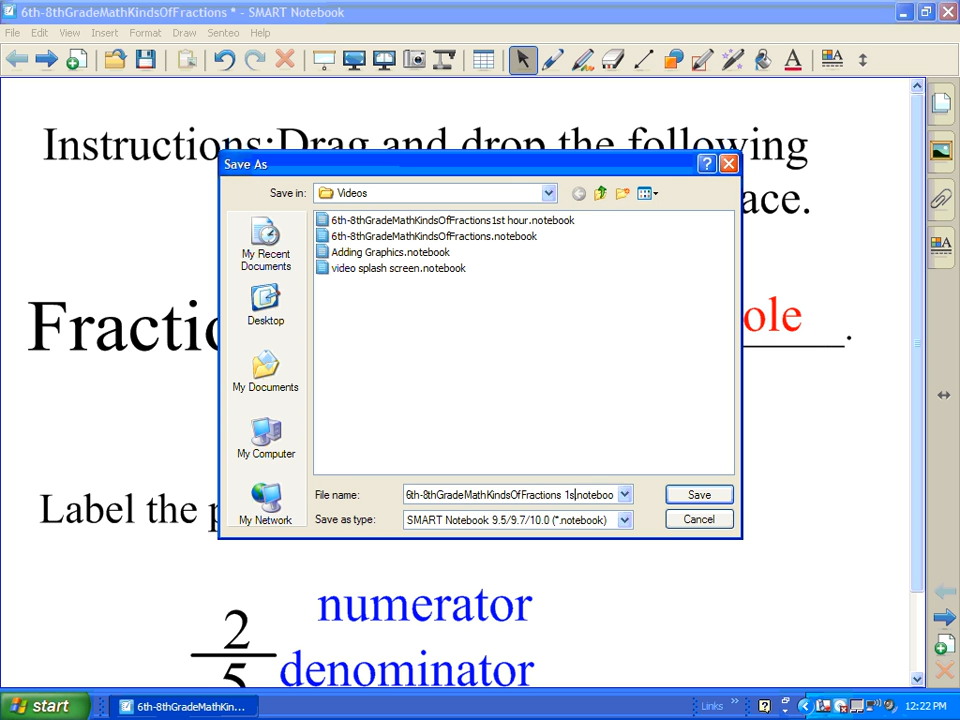 6th-8thGradeMathKindsOfFractions * - SMART Notebook
File Edit View Insert Format Draw Senteo Help
Instructions:Drag and drop the following
ace.
Save As
Save in: Videos
6th-8thGradeMathKindsOfFractions1st hour.notebook
6th-8thGradeMathKindsOfFractions.notebook
Adding Graphics.notebook
video splash screen.notebook
My Recent
Documents
Desktop
My Documents
My Computer
My Network
File name: 6th-8thGradeMathKindsOfFractions 1s.noteboo
Save
Save as type: SMART Notebook 9.5/9.7/10.0 (*.notebook)
Cancel
Fractio
ole
.
Label the p
2
numerator
5
denominator
start
6th-8thGradeMathKin...
Links
12:22 PM